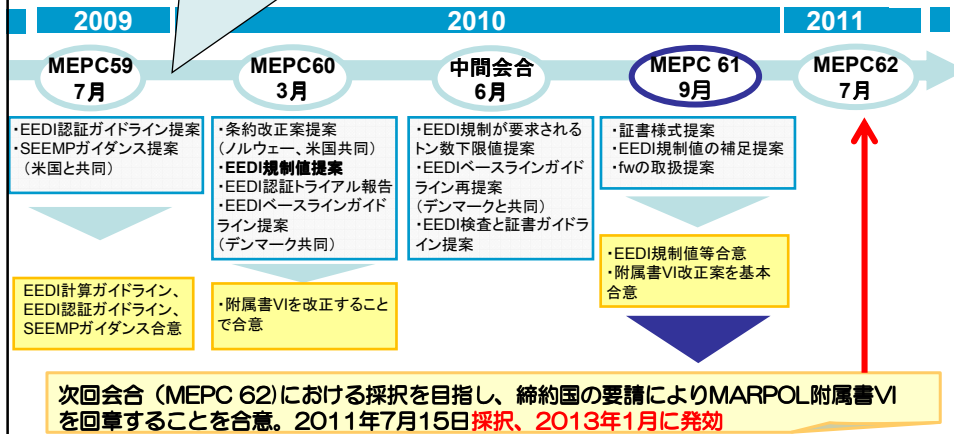 2009
2010
2011
MEPC59
7月
MEPC60
3月
中間会合
6月
MEPC 61
9月
MEPC62
7月
・EEDI認証ガイドライン提案
・SEEMPガイダンス提案
（米国と共同）
・条約改正案提案
（ノルウェー、米国共同）
・EEDI規制値提案
・EEDI認証トライアル報告
・EEDIベースラインガイド
ライン提案
（デンマーク共同）
・EEDI規制が要求される
トン数下限値提案
・EEDIベースラインガイド
ライン再提案
（デンマークと共同）
・EEDI検査と証書ガイドラ
イン提案
・証書様式提案
・EEDI規制値の補足提案
・fwの取扱提案
EEDI計算ガイドライン、
EEDI認証ガイドライン、
SEEMPガイダンス合意
・附属書VIを改正すること
で合意
・EEDI規制値等合意
・附属書VI改正案を基本
合意
次回会合（MEPC 62)における採択を目指し、締約国の要請によりMARPOL附属書VI
を回章することを合意。2011年7月15日採択、2013年1月に発効